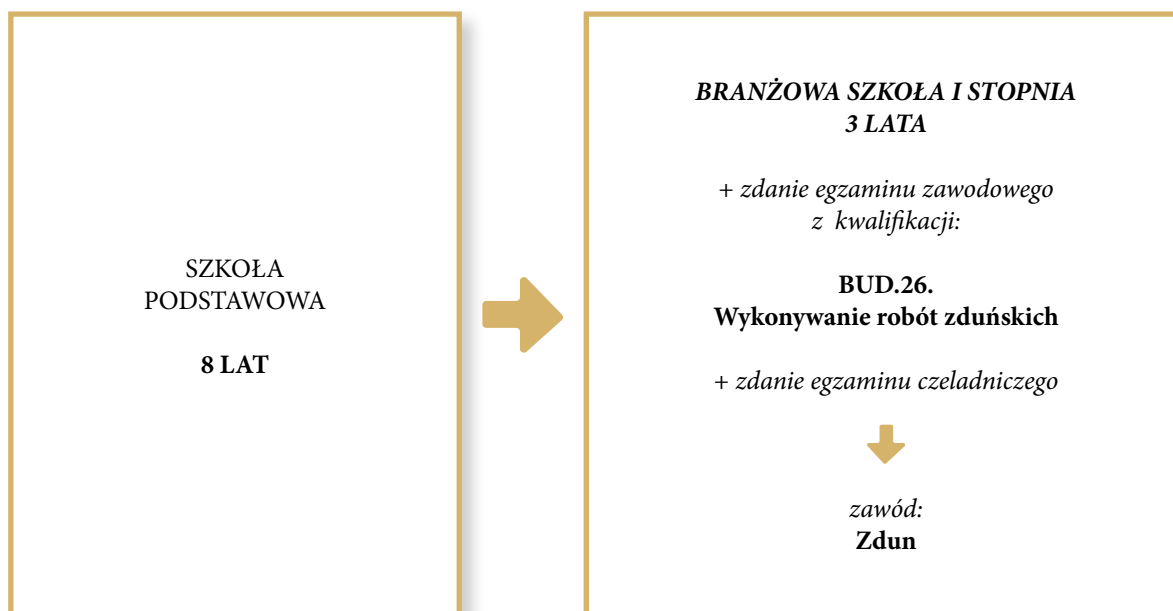 SZKOŁA
PODSTAWOWA
8 LAT
BRANŻOWA SZKOŁA I STOPNIA
3 LATA
+ zdanie egzaminu zawodowego
z kwalifikacji:
BUD.26.
Wykonywanie robót zduńskich
+ zdanie egzaminu czeladniczego
zawód:
Zdun